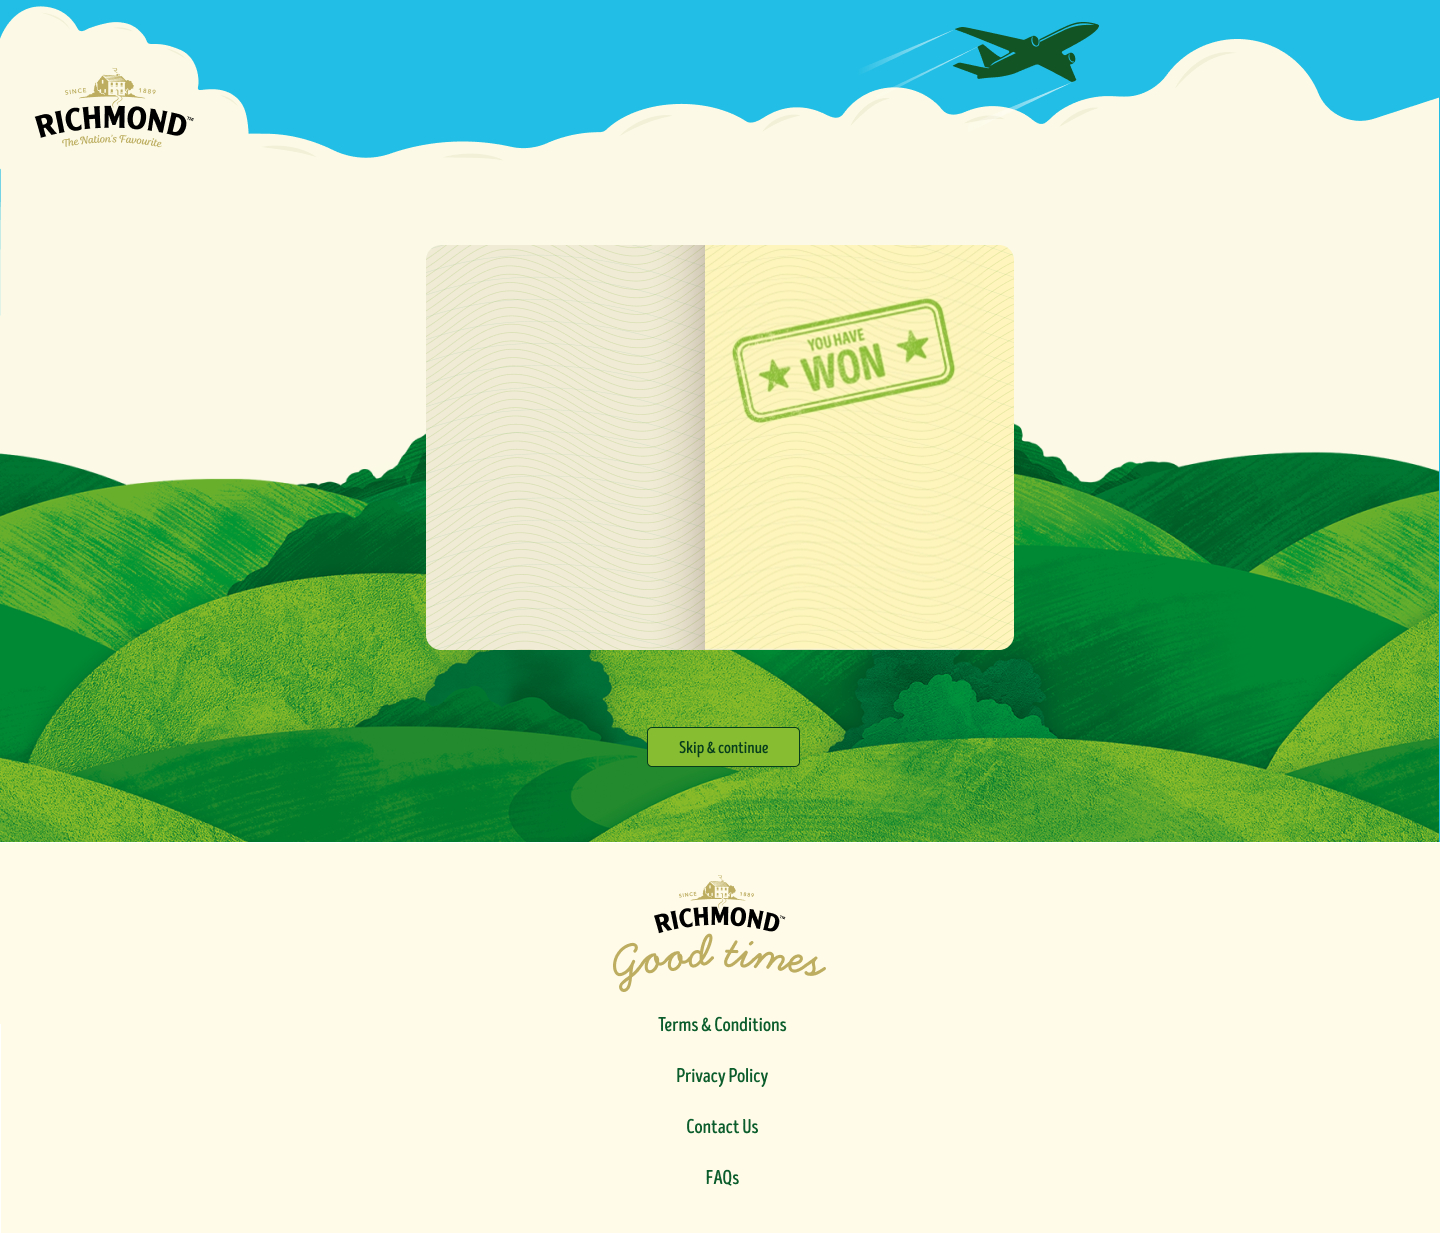 SINCE 1889
RICHMOND™
The Nation's Favourite
YOU HAVE
WON
Skip & continue
SINCE 1889
RICHMOND™
Good times
Terms & Conditions
Privacy Policy
Contact Us
FAQs